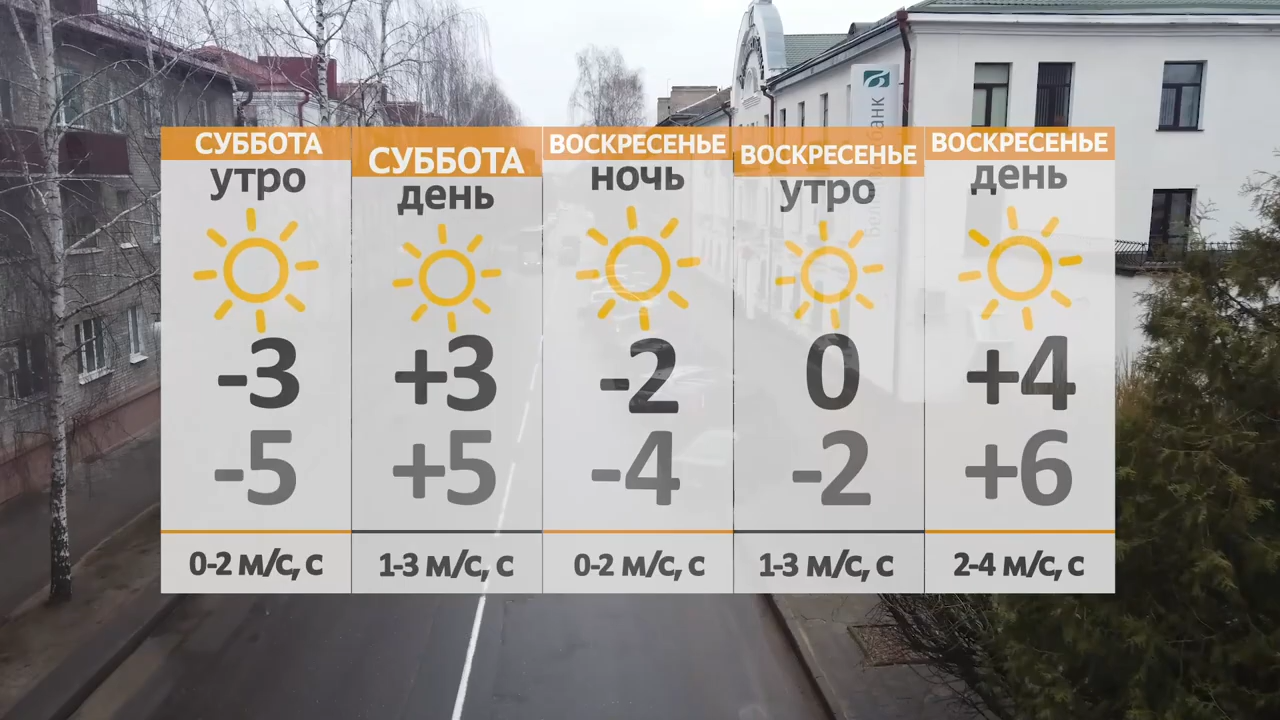 СУББОТА
утро
-3
-5
0-2 м/с, С
СУББОТА
день
+3
+5
1-3 м/с, С
ВОСКРЕСЕНЬЕ
ночь
-2
-4
0-2 м/с, С
ВОСКРЕСЕНЬЕ
утро
0
-2
1-3 м/с, С
ВОСКРЕСЕНЬЕ
день
+4
+6
2-4 м/с, С